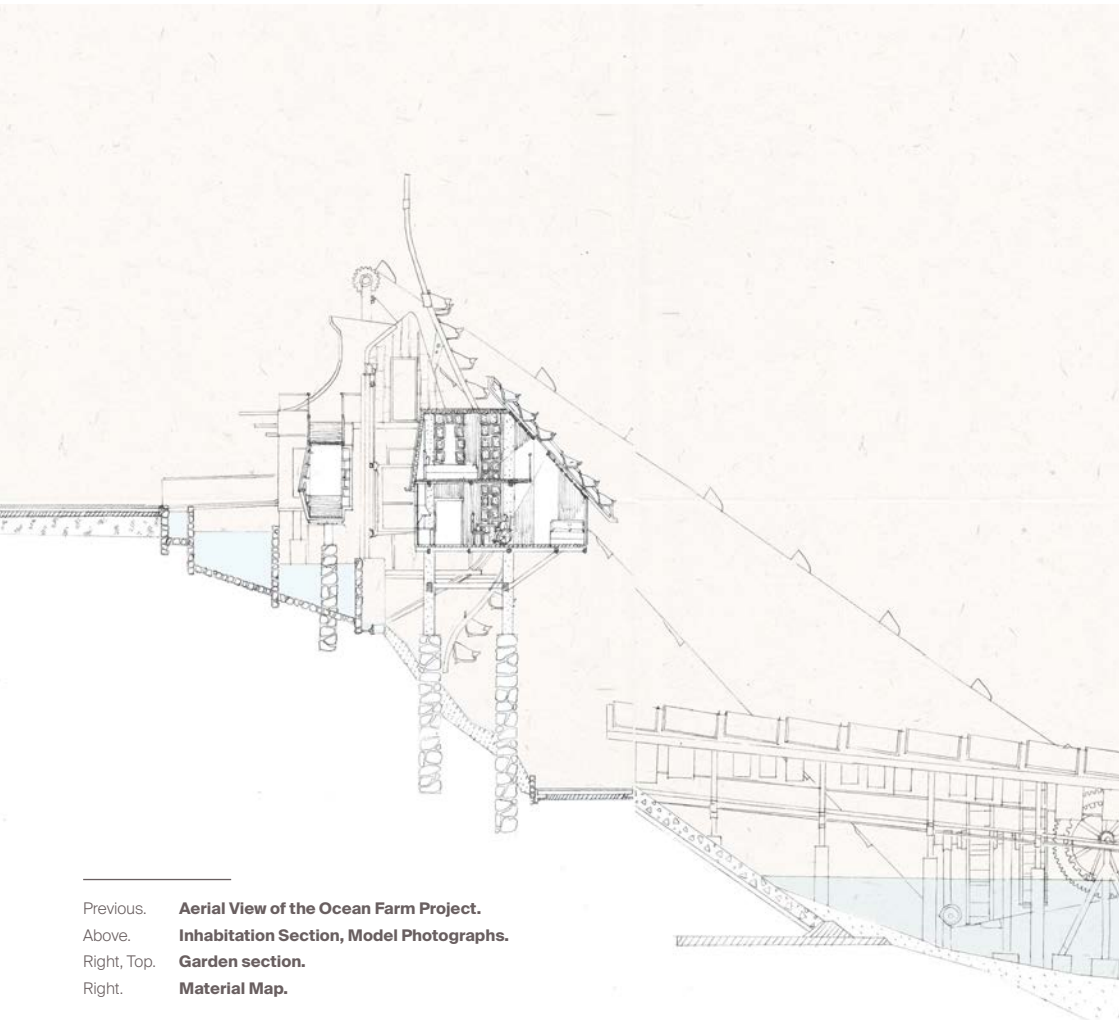 Previous. Aerial View of the Ocean Farm Project.
Above. Inhabitation Section, Model Photographs.
Right, Top. Garden section.
Right. Material Map.